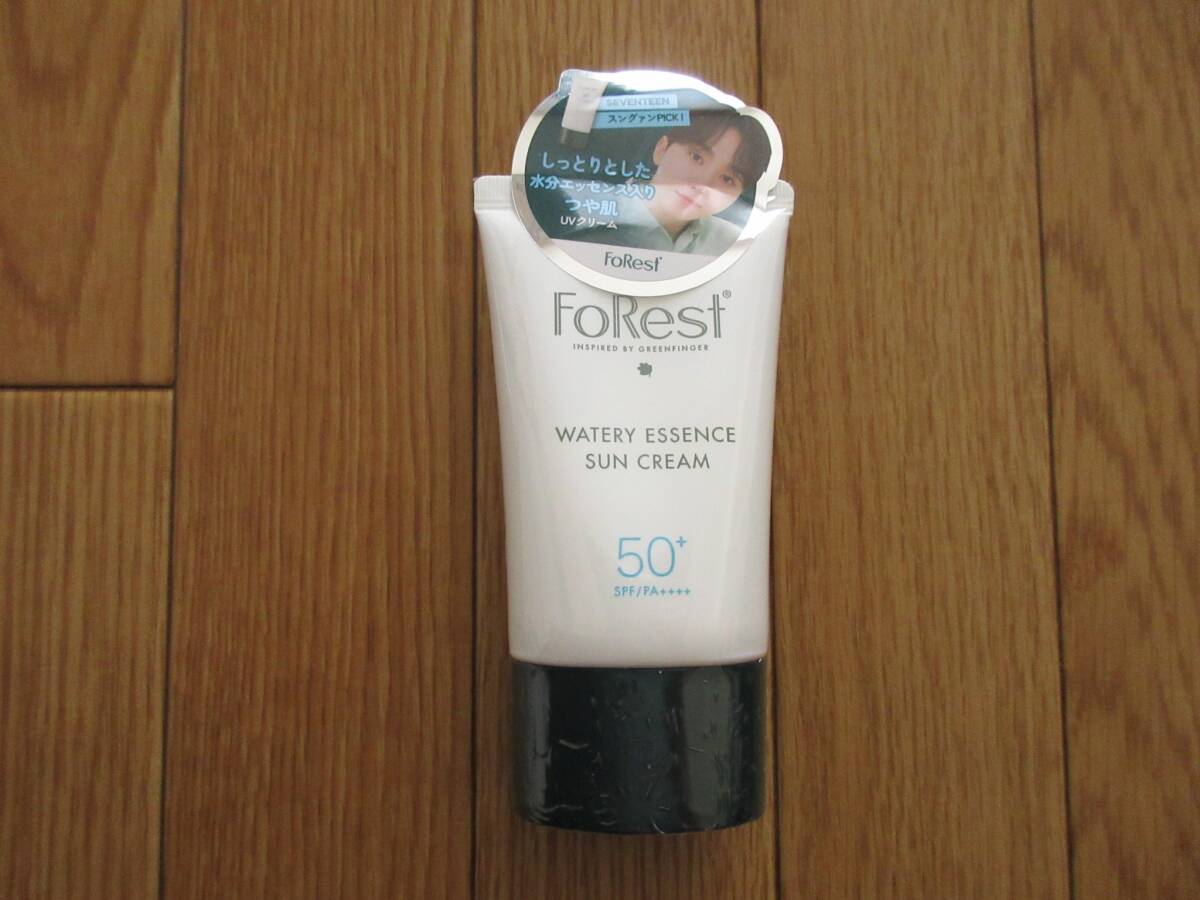 SEVENTEEN
スングァンPICK!
しっとりとした
水分エッセンス入り
つや肌
UVクリーム
FoRest
FoRest®
INSPIRED BY GREENFINGER
WATERY ESSENCE
SUN CREAM
50+
SPF/PA++++